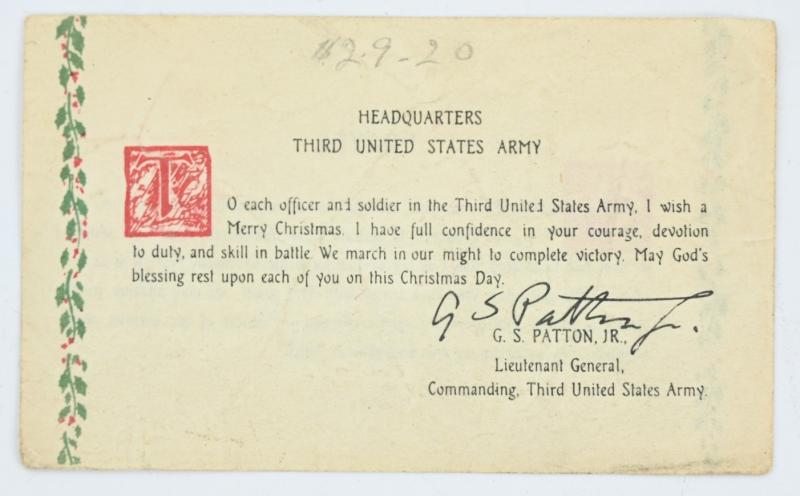 $29-20
HEADQUARTERS
THIRD UNITED STATES ARMY
TO each officer and soldier in the Third United States Army, I wish a
Merry Christmas. I have full confidence in your courage, devotion
to duty, and skill in battle. We march in our might to complete victory. May God's
blessing rest upon each of you on this Christmas Day.
G S Patton Jr.
G. S. PATTON, JR.,
Lieutenant General,
Commanding, Third United States Army.